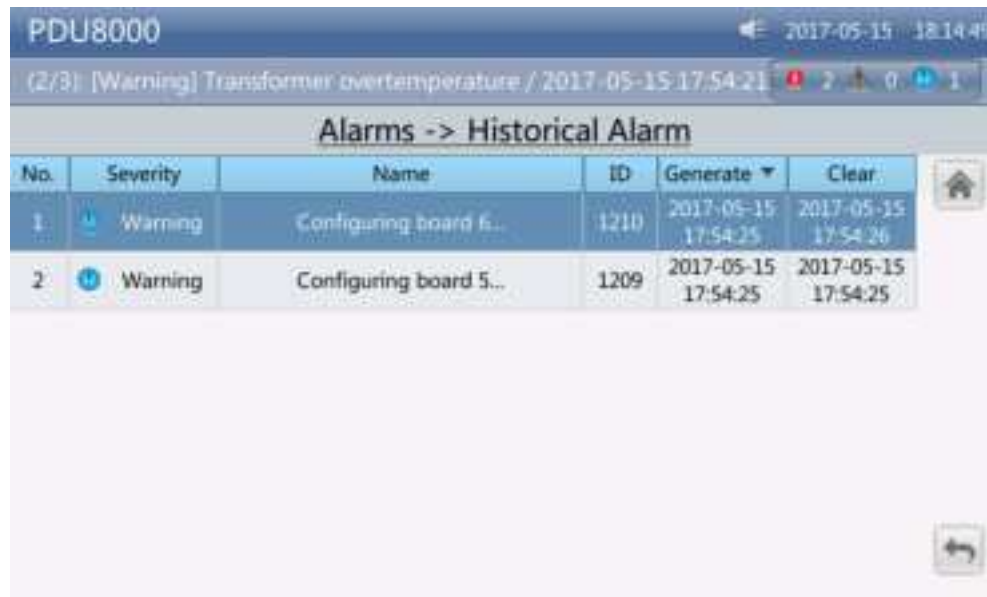 PDU8000 2017-05-15 18:14:49
(2/3): [Warning] Transformer overtemperature / 2017-05-15 17:54:21 2 0 1
Alarms -> Historical Alarm
No. Severity Name ID Generate ▼ Clear
1 Warning Configuring board 6... 1210 2017-05-15 17:54:25 2017-05-15 17:54:26
2 Warning Configuring board 5... 1209 2017-05-15 17:54:25 2017-05-15 17:54:25